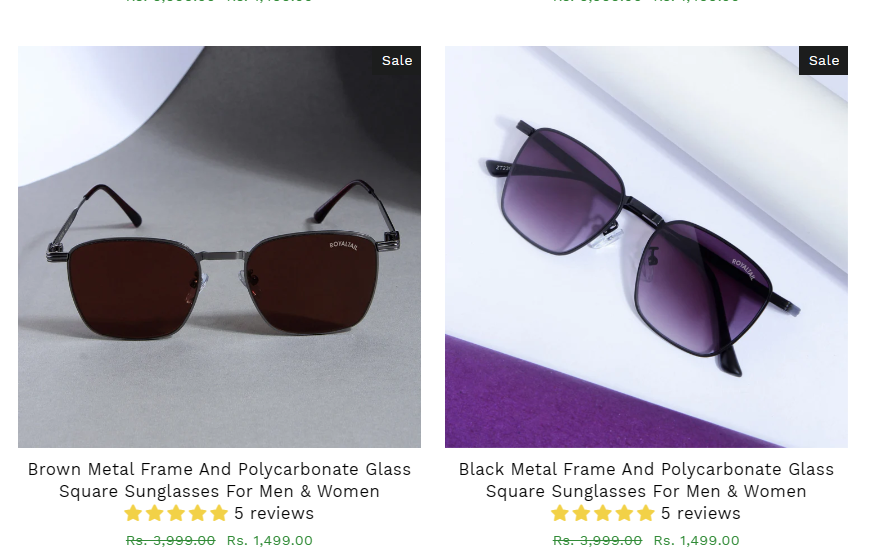 Sale
ROYALTAIL
Brown Metal Frame And Polycarbonate Glass
Square Sunglasses For Men & Women
5 reviews
Rs. 3,999.00 Rs. 1,499.00
Sale
ROYALTAIL
Black Metal Frame And Polycarbonate Glass
Square Sunglasses For Men & Women
5 reviews
Rs. 3,999.00 Rs. 1,499.00